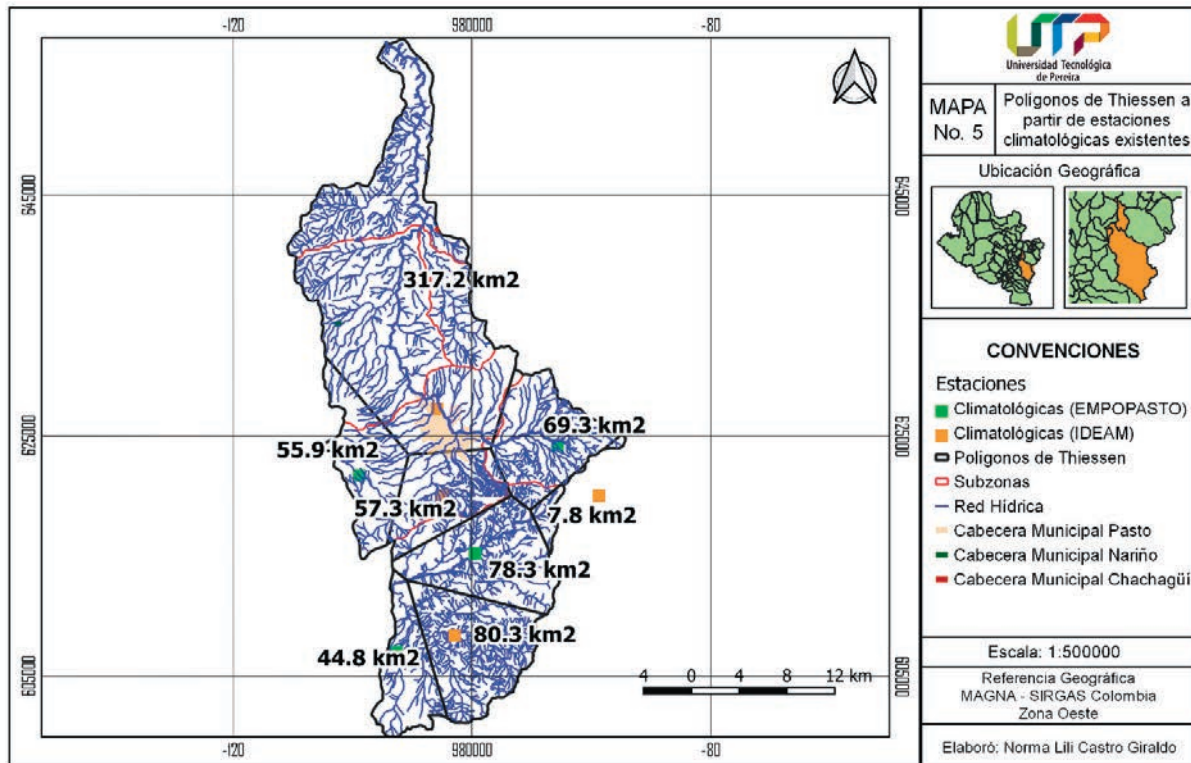 -120
980000
-80
645000
645000
317.2 km2
625000
625000
69.3 km2
55.9 km2
57.3 km2
7.8 km2
78.3 km2
80.3 km2
44.8 km2
605000
605000
4 0 4 8 12 km
-120
980000
-80
UTP
Universidad Tecnológica
de Pereira
MAPA
No. 5
Poligonos de Thiessen a
partir de estaciones
climatológicas existentes
Ubicación Geográfica
CONVENCIONES
Estaciones
Climatológicas (EMPOPASTO)
Climatológicas (IDEAM)
Poligonos de Thiessen
Subzonas
Red Hídrica
Cabecera Municipal Pasto
Cabecera Municipal Nariño
Cabecera Municipal Chachagüi
Escala: 1:500000
Referencia Geográfica
MAGNA - SIRGAS Colombia
Zona Oeste
Elaboró: Norma Lili Castro Giraldo